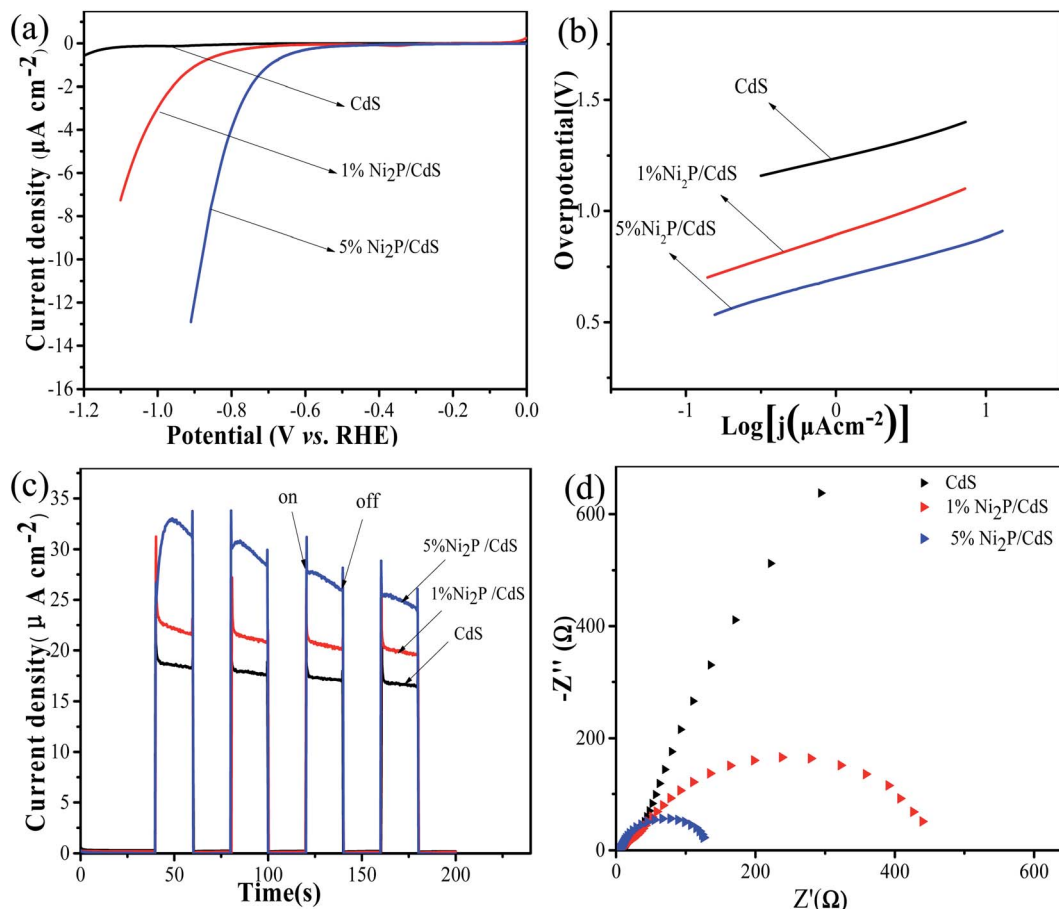 (a)
0
-2
-4
-6
-8
-10
-12
-14
-16
Current density (μA cm-2)
CdS
1% Ni2P/CdS
5% Ni2P/CdS
-1.2 -1.0 -0.8 -0.6 -0.4 -0.2 0.0
Potential (V vs. RHE)
(b)
1.5
1.0
0.5
Overpotential(V)
CdS
1%Ni2P/CdS
5%Ni2P/CdS
-1 0 1
Log[j(μAcm-2)]
(c)
35
30
25
20
15
10
5
0
Current density(μ A cm-2)
on
off
5%Ni2P /CdS
1%Ni2P /CdS
CdS
0 50 100 150 200
Time(s)
(d)
600
400
200
0
-Z''(Ω)
CdS
1% Ni2P/CdS
5% Ni2P/CdS
0 200 400 600
Z'(Ω)